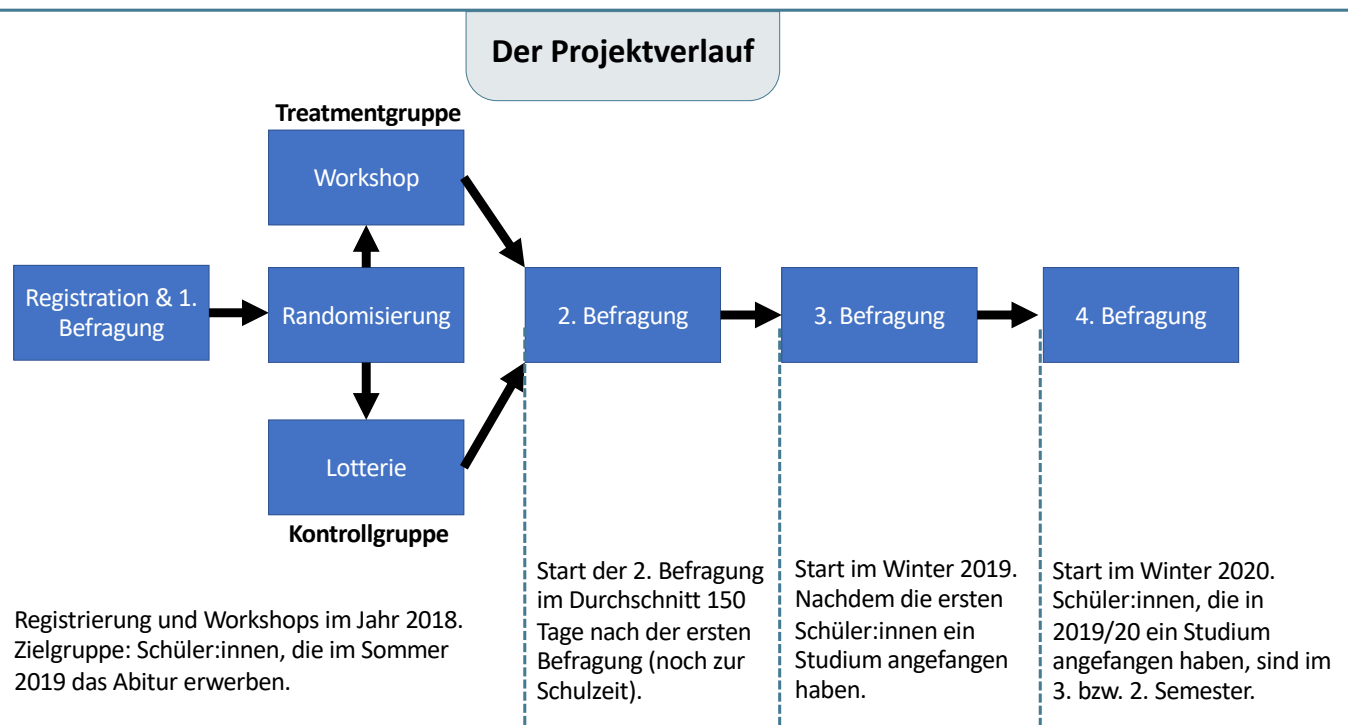 Der Projektverlauf
Treatmentgruppe
Workshop
Registration & 1.
Befragung
Randomisierung
2. Befragung
3. Befragung
4. Befragung
Lotterie
Kontrollgruppe
Registrierung und Workshops im Jahr 2018.
Zielgruppe: Schüler:innen, die im Sommer
2019 das Abitur erwerben.
Start der 2. Befragung
im Durchschnitt 150
Tage nach der ersten
Befragung (noch zur
Schulzeit).
Start im Winter 2019.
Nachdem die ersten
Schüler:innen ein
Studium angefangen
haben.
Start im Winter 2020.
Schüler:innen, die in
2019/20 ein Studium
angefangen haben, sind im
3. bzw. 2. Semester.